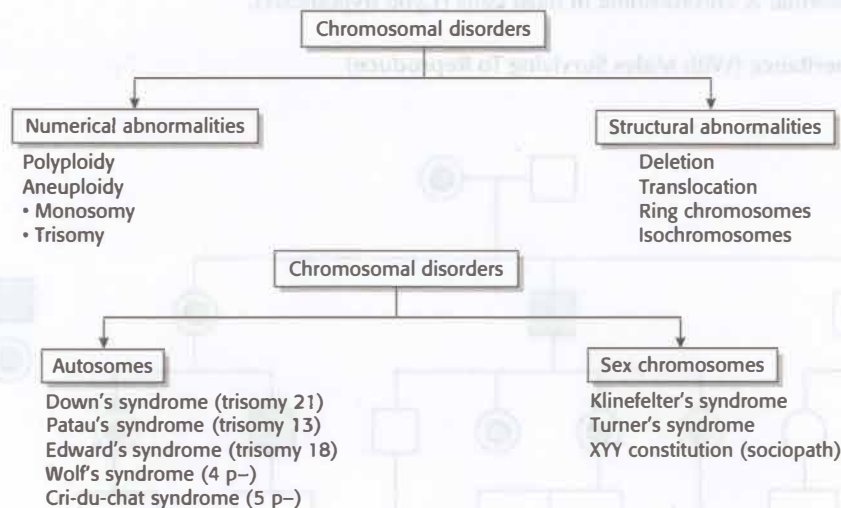 Chromosomal disorders
Numerical abnormalities
Polyploidy
Aneuploidy
• Monosomy
• Trisomy
Structural abnormalities
Deletion
Translocation
Ring chromosomes
Isochromosomes
Chromosomal disorders
Autosomes
Down's syndrome (trisomy 21)
Patau's syndrome (trisomy 13)
Edward's syndrome (trisomy 18)
Wolf's syndrome (4 p–)
Cri-du-chat syndrome (5 p–)
Sex chromosomes
Klinefelter's syndrome
Turner's syndrome
XYY constitution (sociopath)